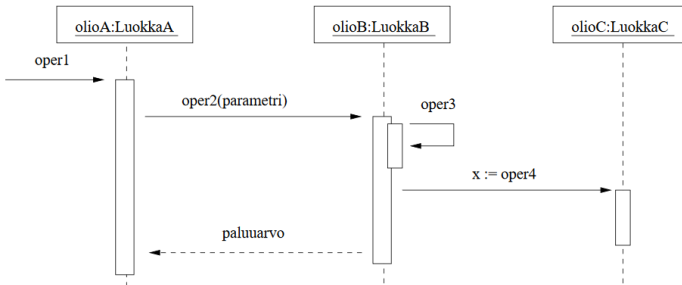 olioA:LuokkaA
olioB:LuokkaB
olioC:LuokkaC
oper1
oper2(parametri)
oper3
x := oper4
paluuarvo